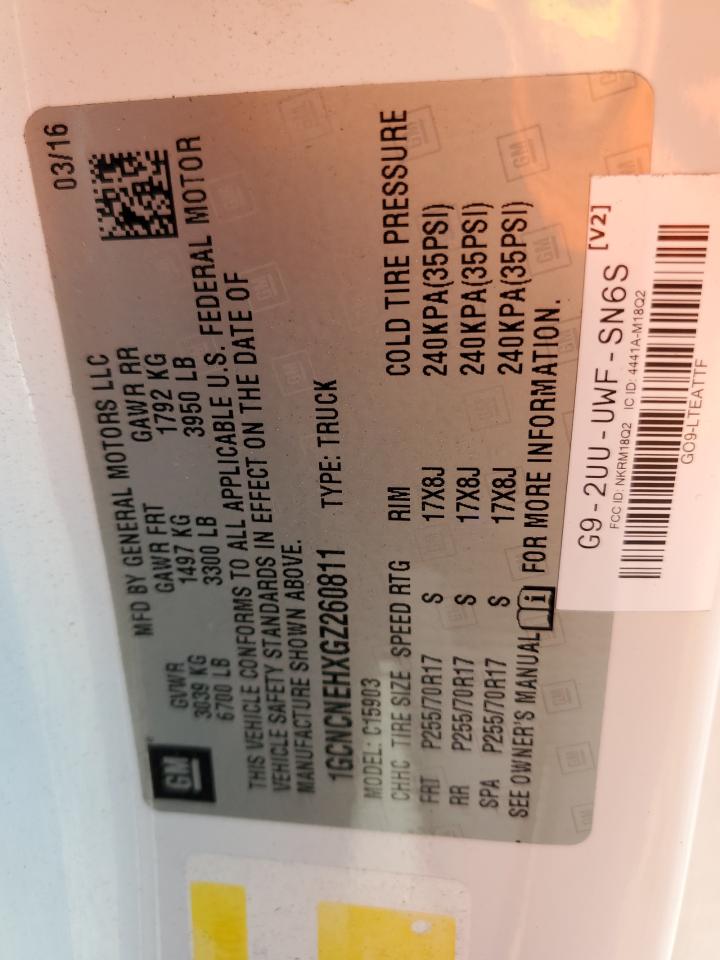 03/16
MFD BY GENERAL MOTORS LLC
GVWR GAWR FRT GAWR RR
3039 KG 1497 KG 1792 KG
6700 LB 3300 LB 3950 LB
GM
THIS VEHICLE CONFORMS TO ALL APPLICABLE U.S. FEDERAL MOTOR
VEHICLE SAFETY STANDARDS IN EFFECT ON THE DATE OF
MANUFACTURE SHOWN ABOVE.
1GCNCNEHXGZ260811 TYPE: TRUCK
MODEL: C15903
CHHC TIRE SIZE SPEED RTG RIM COLD TIRE PRESSURE
FRT P255/70R17 S 17X8J 240KPA(35PSI)
RR P255/70R17 S 17X8J 240KPA(35PSI)
SPA P255/70R17 S 17X8J 240KPA(35PSI)
SEE OWNER'S MANUAL i FOR MORE INFORMATION.
G9-2UU-UWF-SN6S [V2]
FCC ID: NKRM18Q2 IC ID: 4441A-M18Q2
GO9-LTEATTF